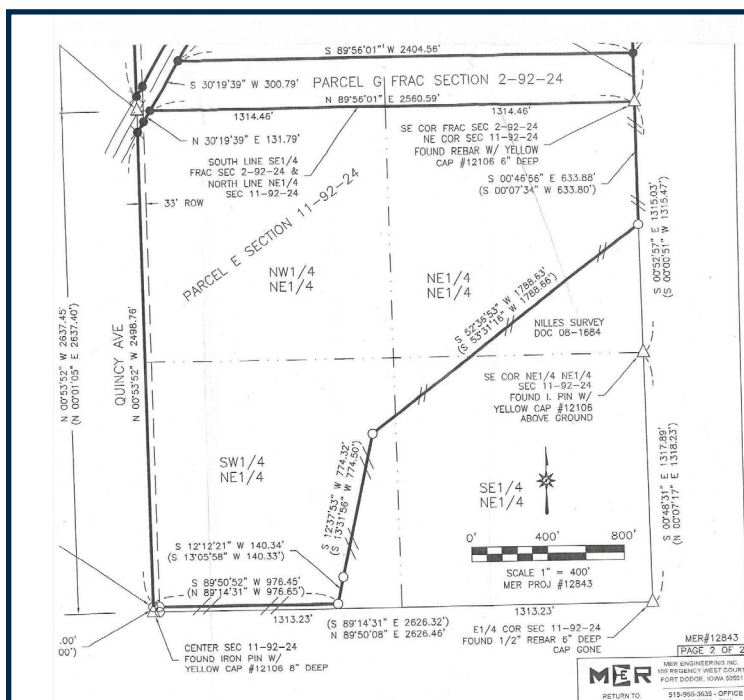 S 89°56'01" W 2404.56'
S 30°19'39" W 300.79'
PARCEL G FRAC SECTION 2-92-24
N 89°56'01" E 2560.59'
1314.46'
1314.46'
N 30°19'39" E 131.79'
SE COR FRAC SEC 2-92-24
NE COR SEC 11-92-24
FOUND REBAR W/ YELLOW
CAP #12106 6" DEEP
SOUTH LINE SE1/4
FRAC SEC 2-92-24 &
NORTH LINE NE1/4
SEC 11-92-24
S 00°46'56" E 633.88'
(S 00°07'34" W 633.80')
33' ROW
PARCEL E SECTION 11-92-24
S 00°52'57" E 1315.03'
(S 00°00'51" W 1315.47')
NW1/4
NE1/4
NE1/4
NE1/4
N 00°53'52" W 2637.45'
(N 00°01'05" E 2637.40')
QUINCY AVE
N 00°53'52" W 2498.76'
S 52°36'53" W 1788.63'
(S 53°31'16" W 1788.66')
NILLES SURVEY
DOC 08-1684
SE COR NE1/4 NE1/4
SEC 11-92-24
FOUND I. PIN W/
YELLOW CAP #12106
ABOVE GROUND
SW1/4
NE1/4
S 12°37'53" W 774.32'
(S 13°31'56" W 774.50')
SE1/4
NE1/4
S 00°48'31" E 1317.89'
(N 00°07'17" E 1318.23')
0' 400' 800'
SCALE 1" = 400'
MER PROJ #12843
S 12°12'21" W 140.34'
(S 13°05'58" W 140.33')
S 89°50'52" W 976.45'
(N 89°14'31" W 976.65')
1313.23'
(S 89°14'31" E 2626.32')
N 89°50'08" E 2626.46'
1313.23'
.00'
00')
CENTER SEC 11-92-24
FOUND IRON PIN W/
YELLOW CAP #12106 8" DEEP
E1/4 COR SEC 11-92-24
FOUND 1/2" REBAR 6" DEEP
CAP GONE
MER#12843
PAGE 2 OF 2
MER
MER ENGINEERING INC.
109 REGENCY WEST COURT
FORT DODGE, IOWA 50501
RETURN TO:
515-955-3635 - OFFICE